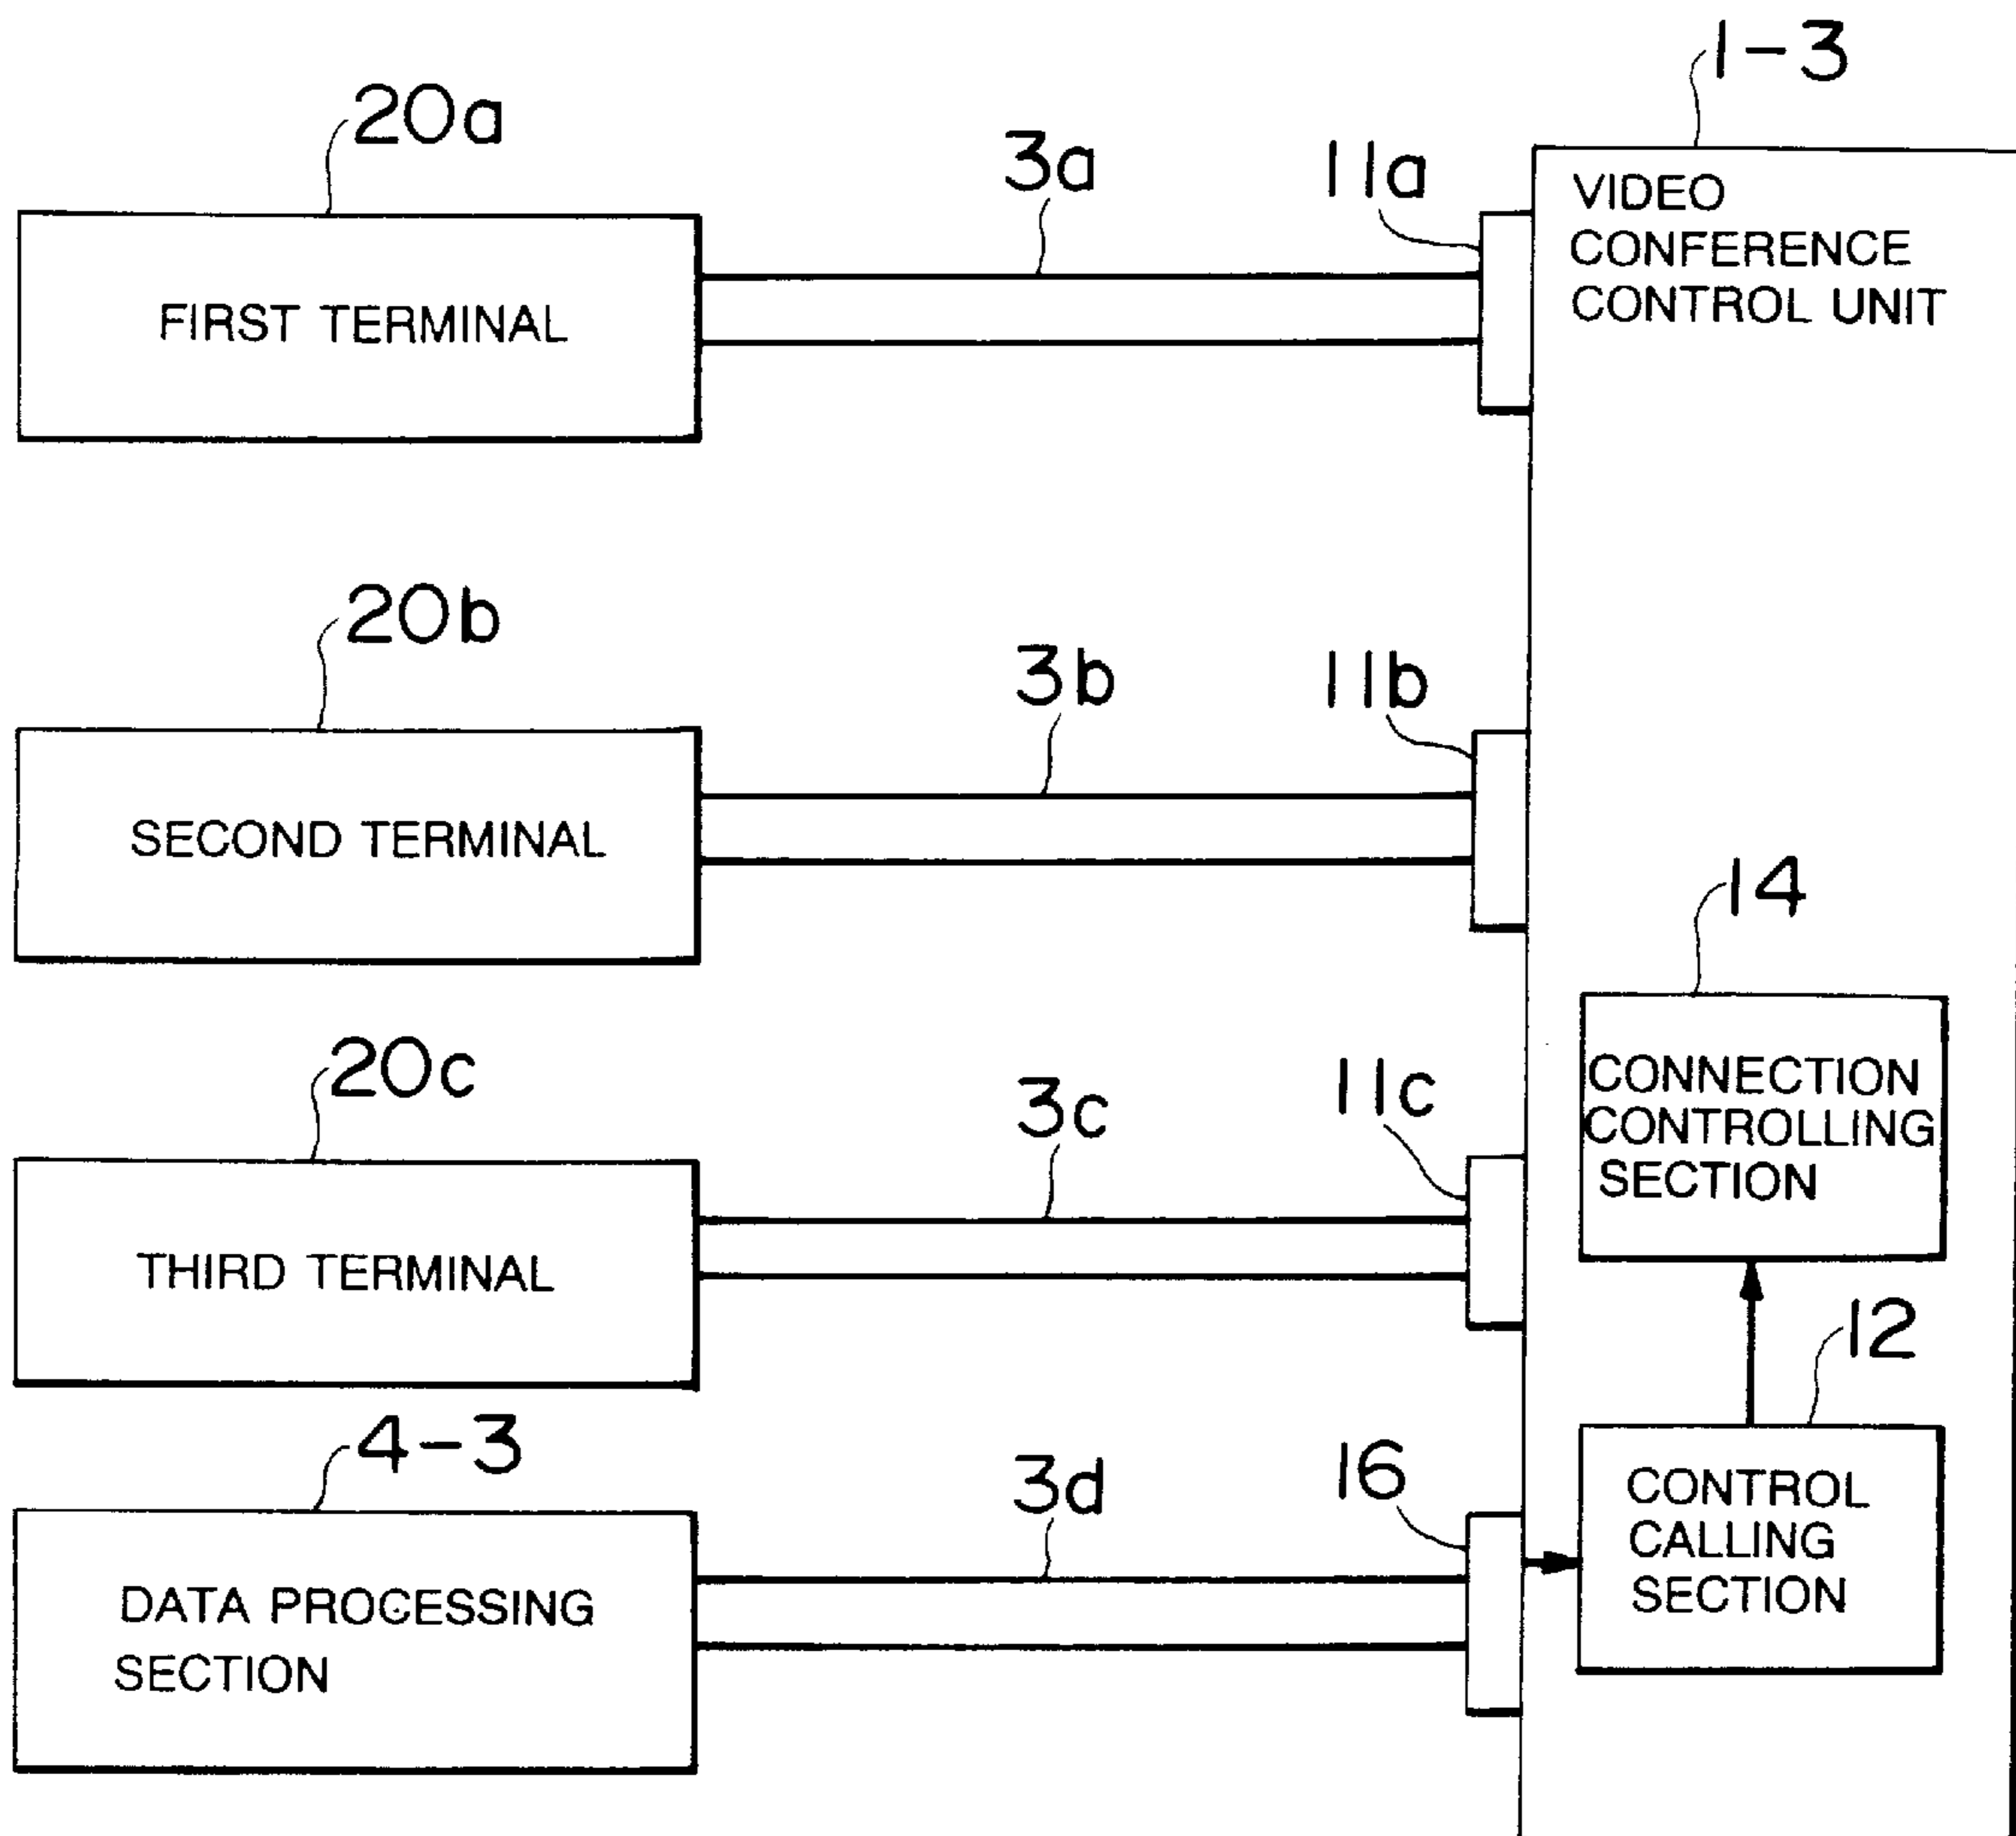 1-3
20a
3a
11a
VIDEO
CONFERENCE
CONTROL UNIT
FIRST TERMINAL
20b
3b
11b
SECOND TERMINAL
14
CONNECTION
CONTROLLING
SECTION
20c
3c
11c
THIRD TERMINAL
12
4-3
3d
16
CONTROL
CALLING
SECTION
DATA PROCESSING
SECTION